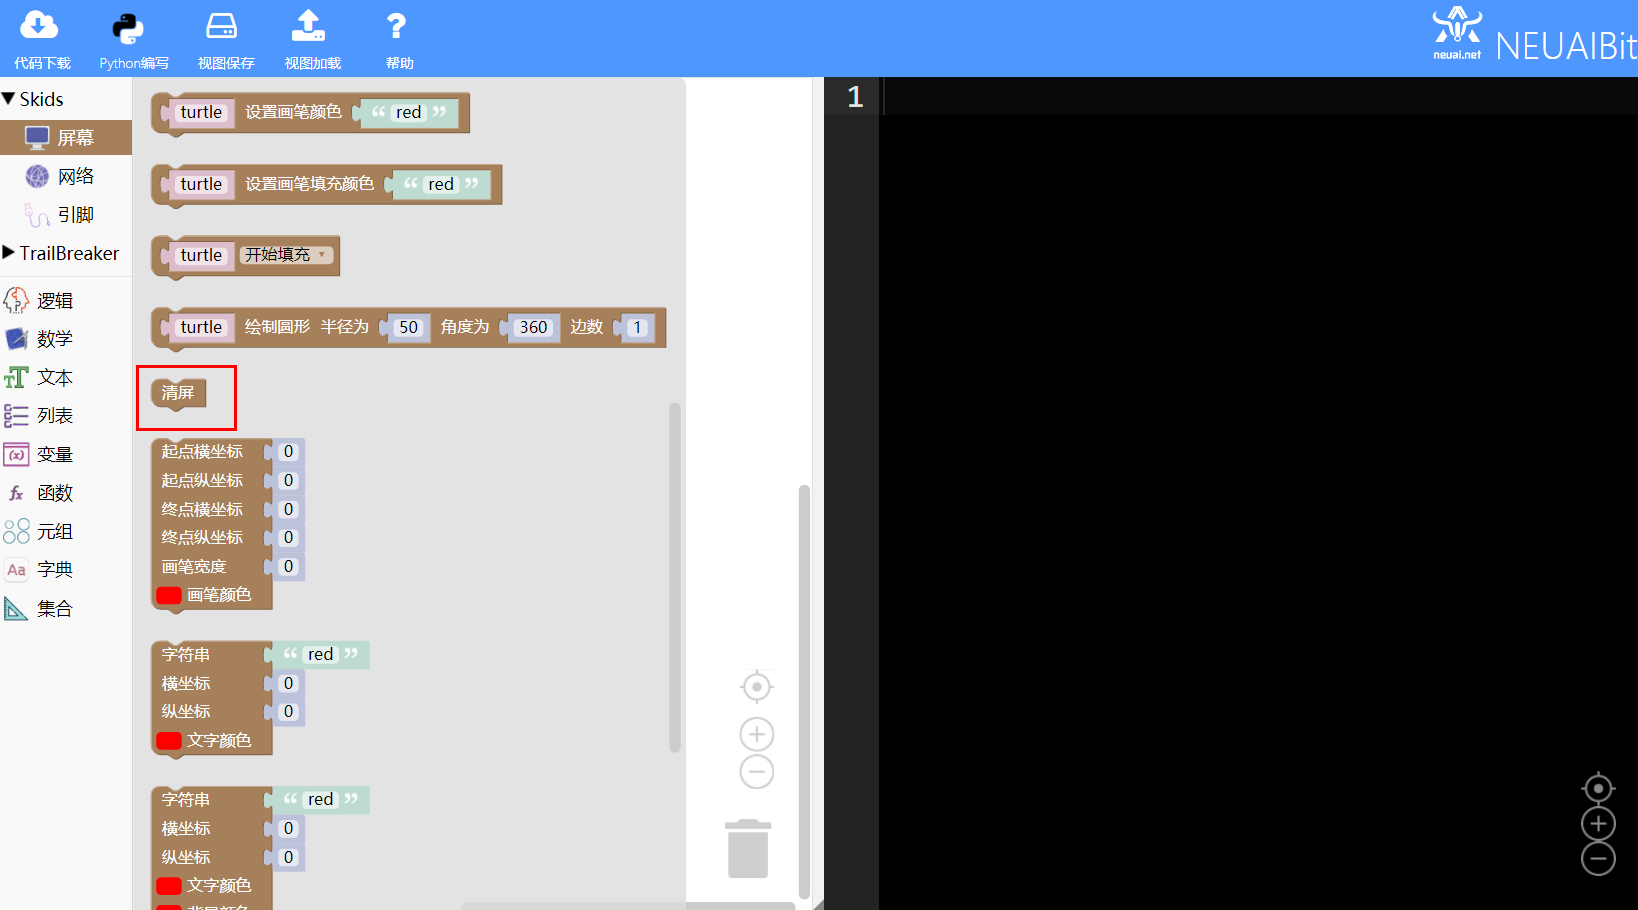 代码下载 Python编写 视图保存 视图加载 帮助
neuai.net NEUAIBit
Skids
屏幕
网络
引脚
TrailBreaker
逻辑
数学
文本
列表
变量
函数
元组
Aa 字典
集合
turtle 设置画笔颜色 “ red ”
turtle 设置画笔填充颜色 “ red ”
turtle 开始填充
turtle 绘制圆形 半径为 50 角度为 360 边数 1
清屏
起点横坐标 0
起点纵坐标 0
终点横坐标 0
终点纵坐标 0
画笔宽度 0
画笔颜色
字符串 “ red ”
横坐标 0
纵坐标 0
文字颜色
字符串 “ red ”
横坐标 0
纵坐标 0
文字颜色
1